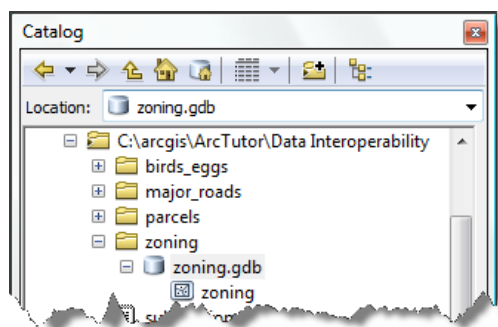 Catalog
Location: zoning.gdb
C:\arcgis\ArcTutor\Data Interoperability
birds_eggs
major_roads
parcels
zoning
zoning.gdb
zoning